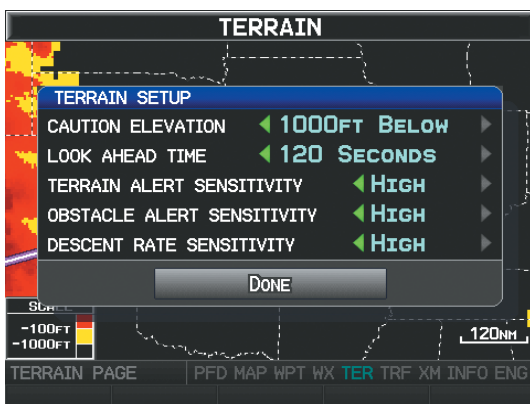 TERRAIN
TERRAIN SETUP
CAUTION ELEVATION 1000FT BELOW
LOOK AHEAD TIME 120 SECONDS
TERRAIN ALERT SENSITIVITY HIGH
OBSTACLE ALERT SENSITIVITY HIGH
DESCENT RATE SENSITIVITY HIGH
DONE
SCALE
-100FT
-1000FT
120NM
TERRAIN PAGE PFD MAP WPT WX TER TRF XM INFO ENG